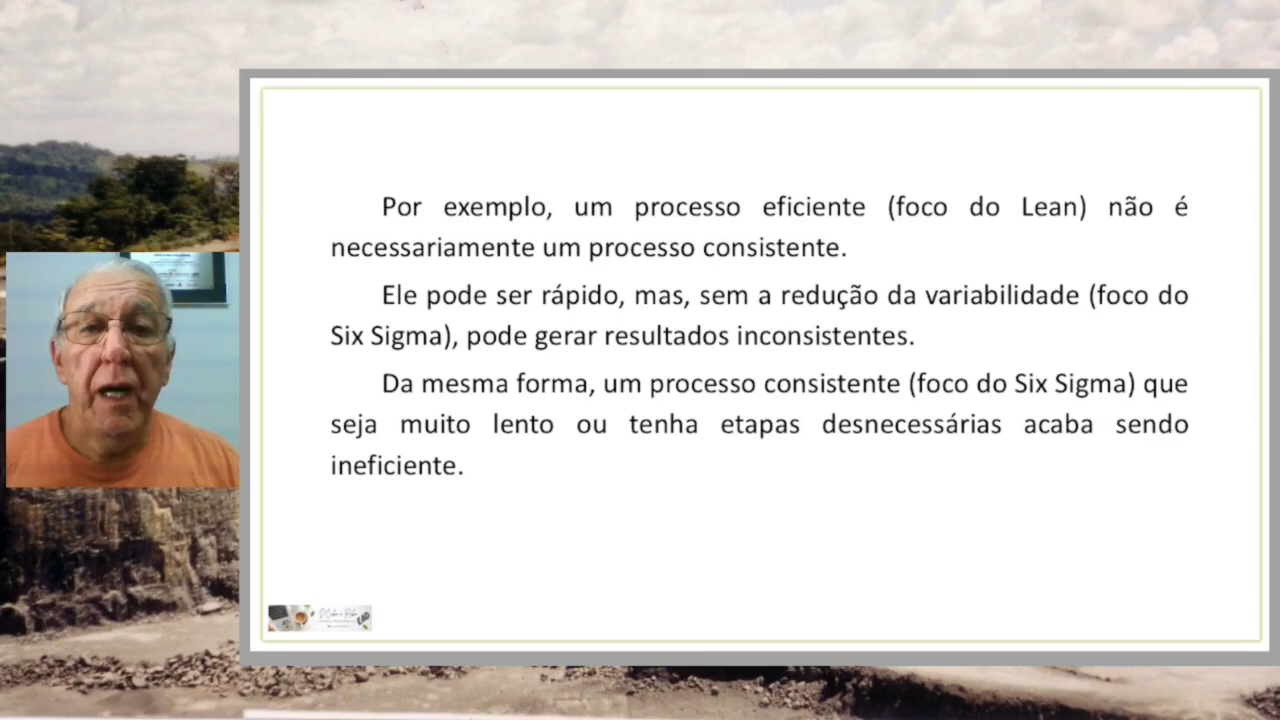 Por exemplo, um processo eficiente (foco do Lean) não é
necessariamente um processo consistente.
Ele pode ser rápido, mas, sem a redução da variabilidade (foco do
Six Sigma), pode gerar resultados inconsistentes.
Da mesma forma, um processo consistente (foco do Six Sigma) que
seja muito lento ou tenha etapas desnecessárias acaba sendo
ineficiente.